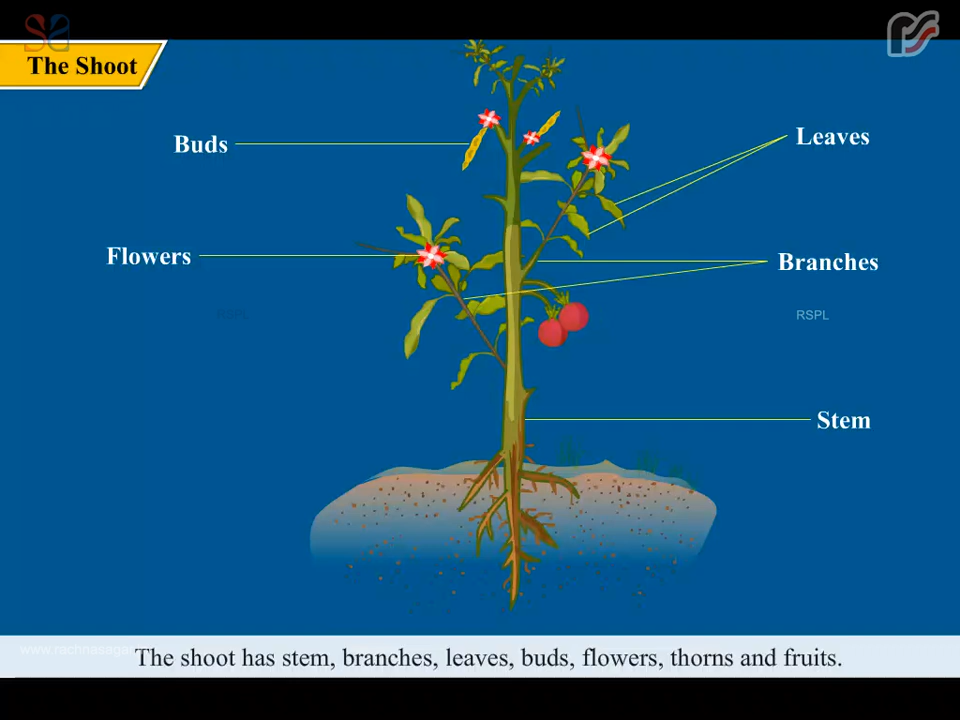 The Shoot
Buds
Leaves
Flowers
Branches
RSPL
RSPL
Stem
The shoot has stem, branches, leaves, buds, flowers, thorns and fruits.